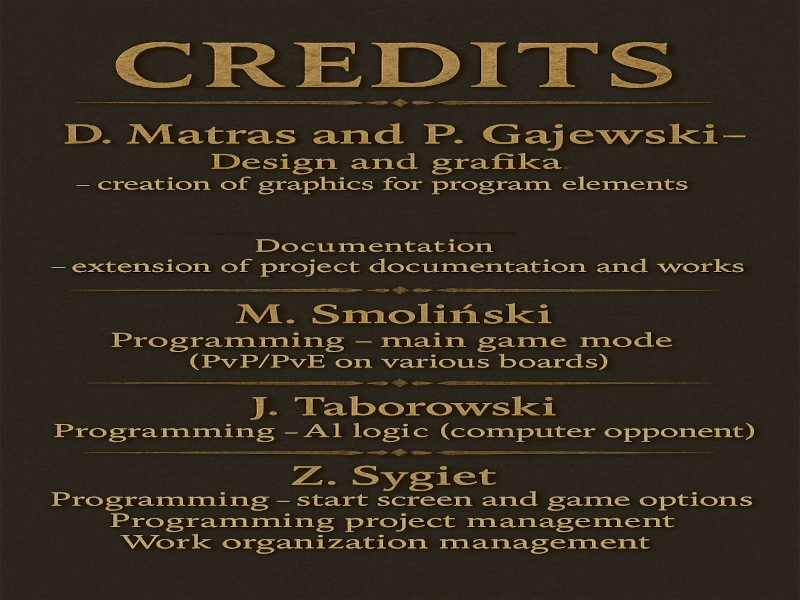 CREDITS
D. Matras and P. Gajewski–
Design and grafika
– creation of graphics for program elements
Documentation
– extension of project documentation and works
M. Smoliński
Programming – main game mode
(PvP/PvE on various boards)
J. Taborowski
Programming – A1 logic (computer opponent)
Z. Sygiet
Programming – start screen and game options
Programming project management
Work organization management